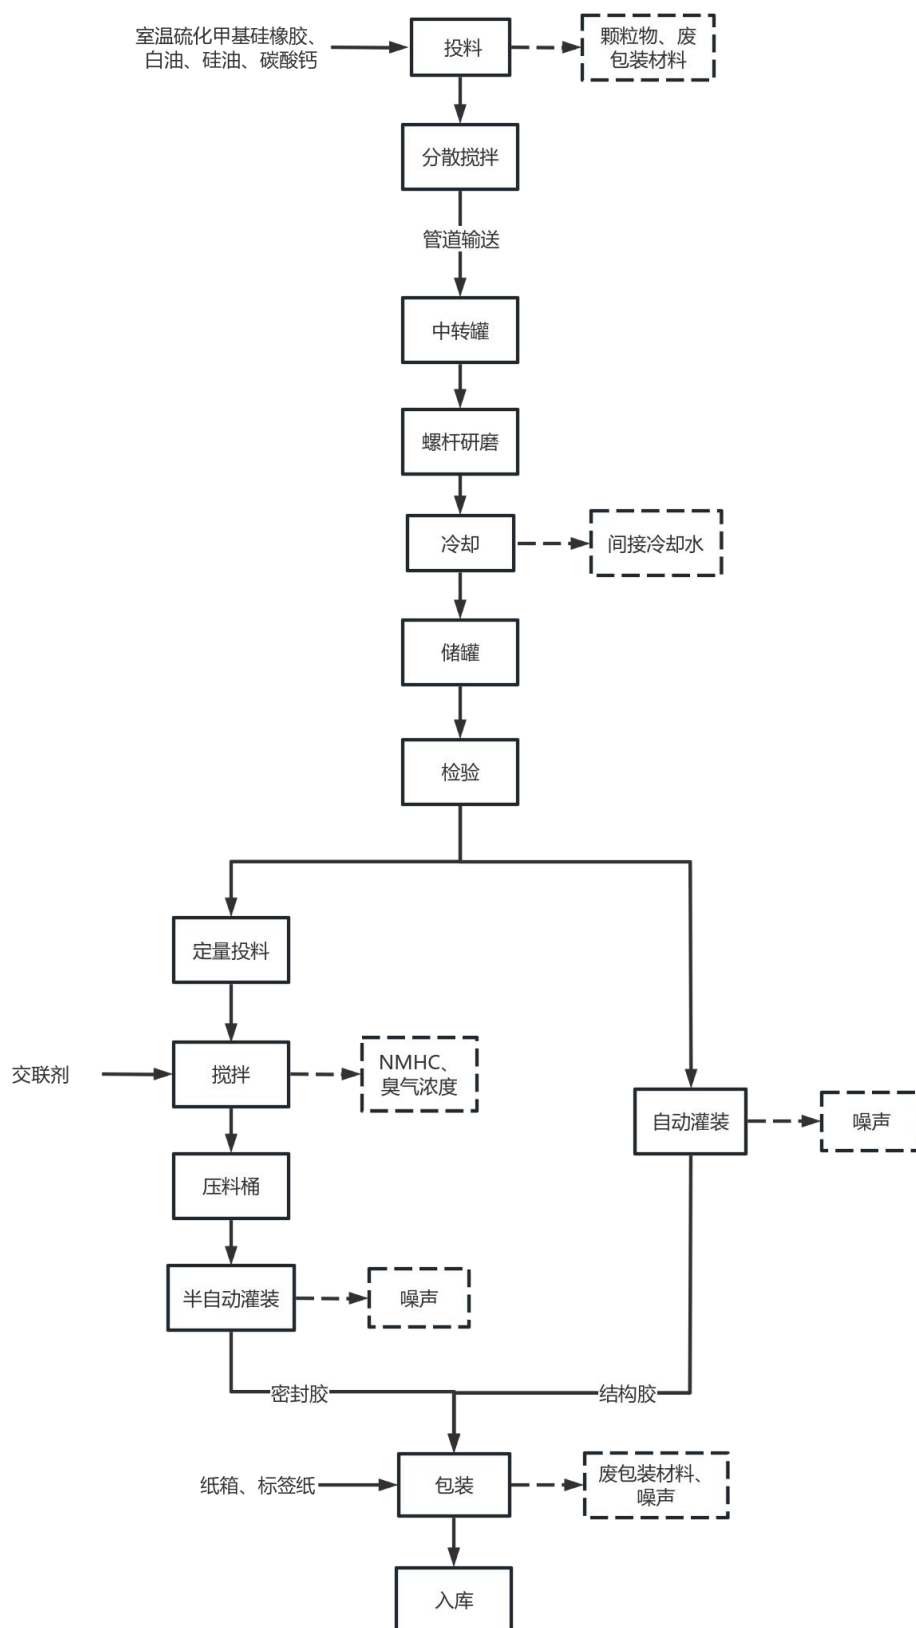 室温硫化甲基硅橡胶、
白油、硅油、碳酸钙
投料
颗粒物、废
包装材料
分散搅拌
管道输送
中转罐
螺杆研磨
冷却
间接冷却水
储罐
检验
定量投料
交联剂
搅拌
NMHC、
臭气浓度
自动灌装
噪声
压料桶
半自动灌装
噪声
密封胶
结构胶
纸箱、标签纸
包装
废包装材料、
噪声
入库